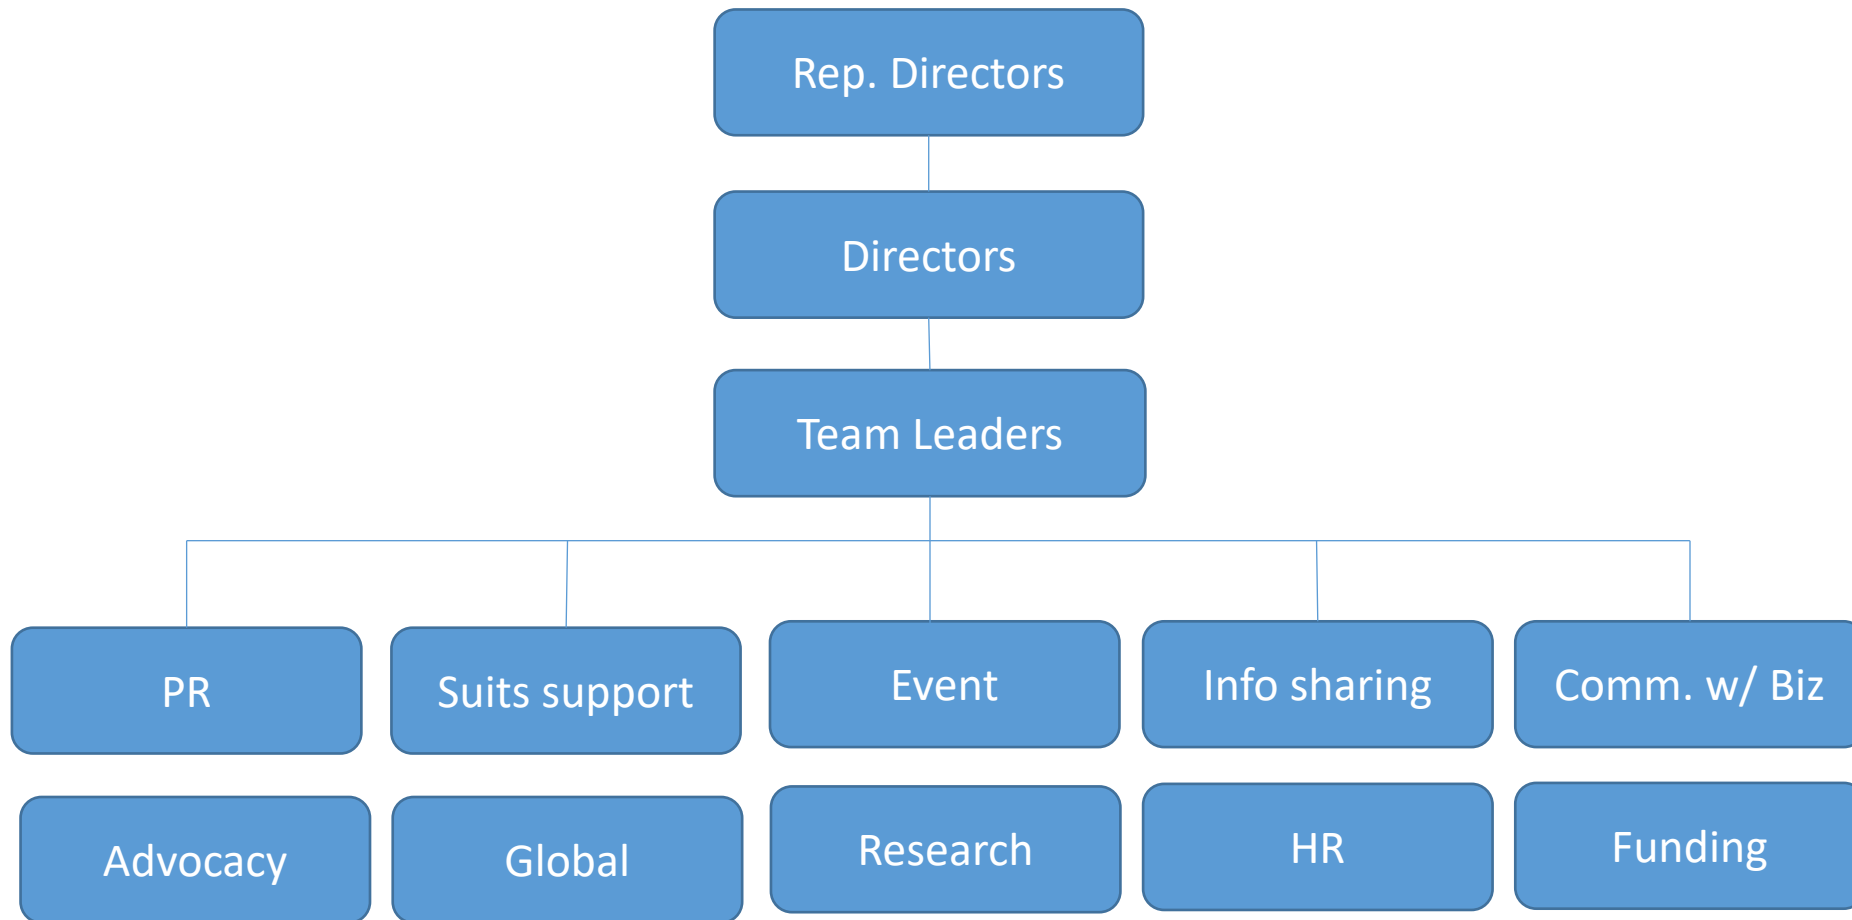 Rep. Directors
Directors
Team Leaders
PR
Suits support
Event
Info sharing
Comm. w/ Biz
Advocacy
Global
Research
HR
Funding